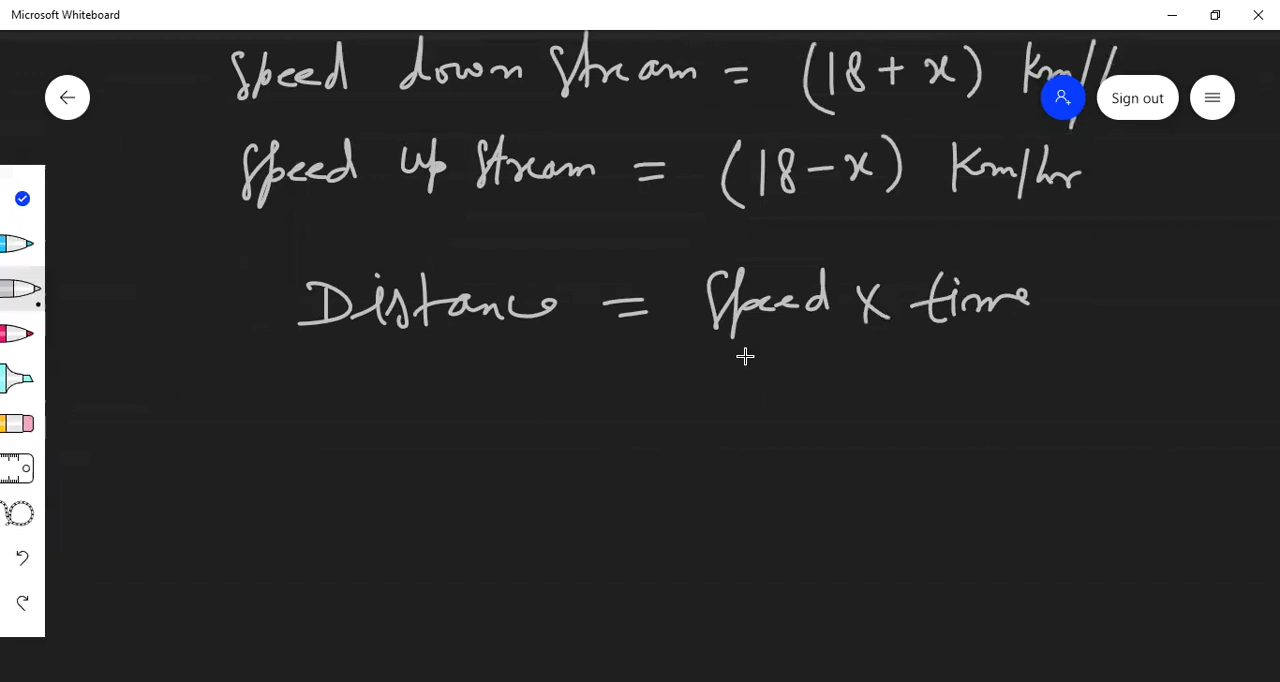 Microsoft Whiteboard
Speed down stream = (18 + x) Km/
Sign out
Speed up stream = (18 - x) Km/hr
Distance = Speed x time